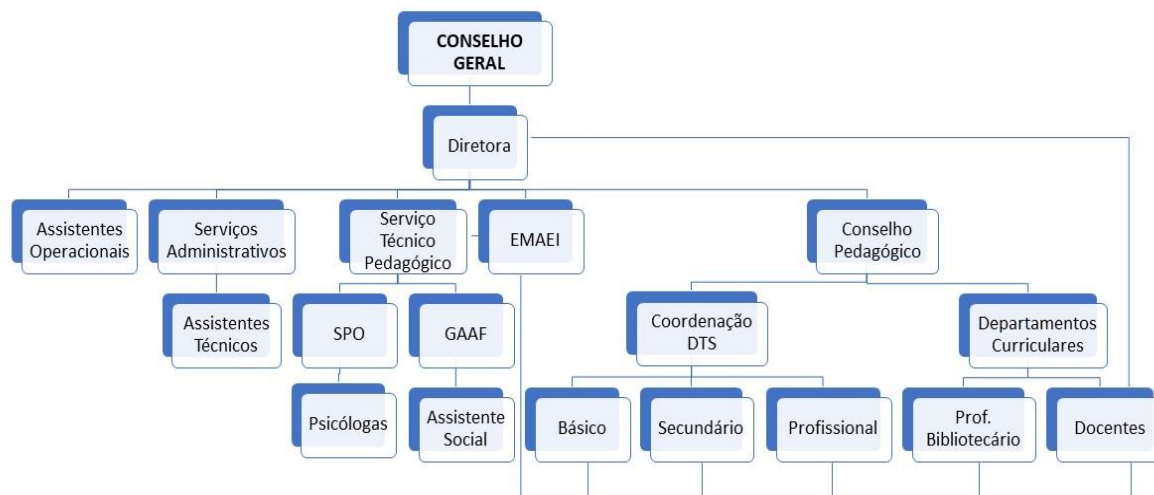 CONSELHO
GERAL
Diretora
Assistentes
Operacionais
Serviços
Administrativos
Serviço
Técnico
Pedagógico
EMAEI
Conselho
Pedagógico
Assistentes
Técnicos
SPO
GAAF
Coordenação
DTS
Departamentos
Curriculares
Psicólogas
Assistente
Social
Básico
Secundário
Profissional
Prof.
Bibliotecário
Docentes